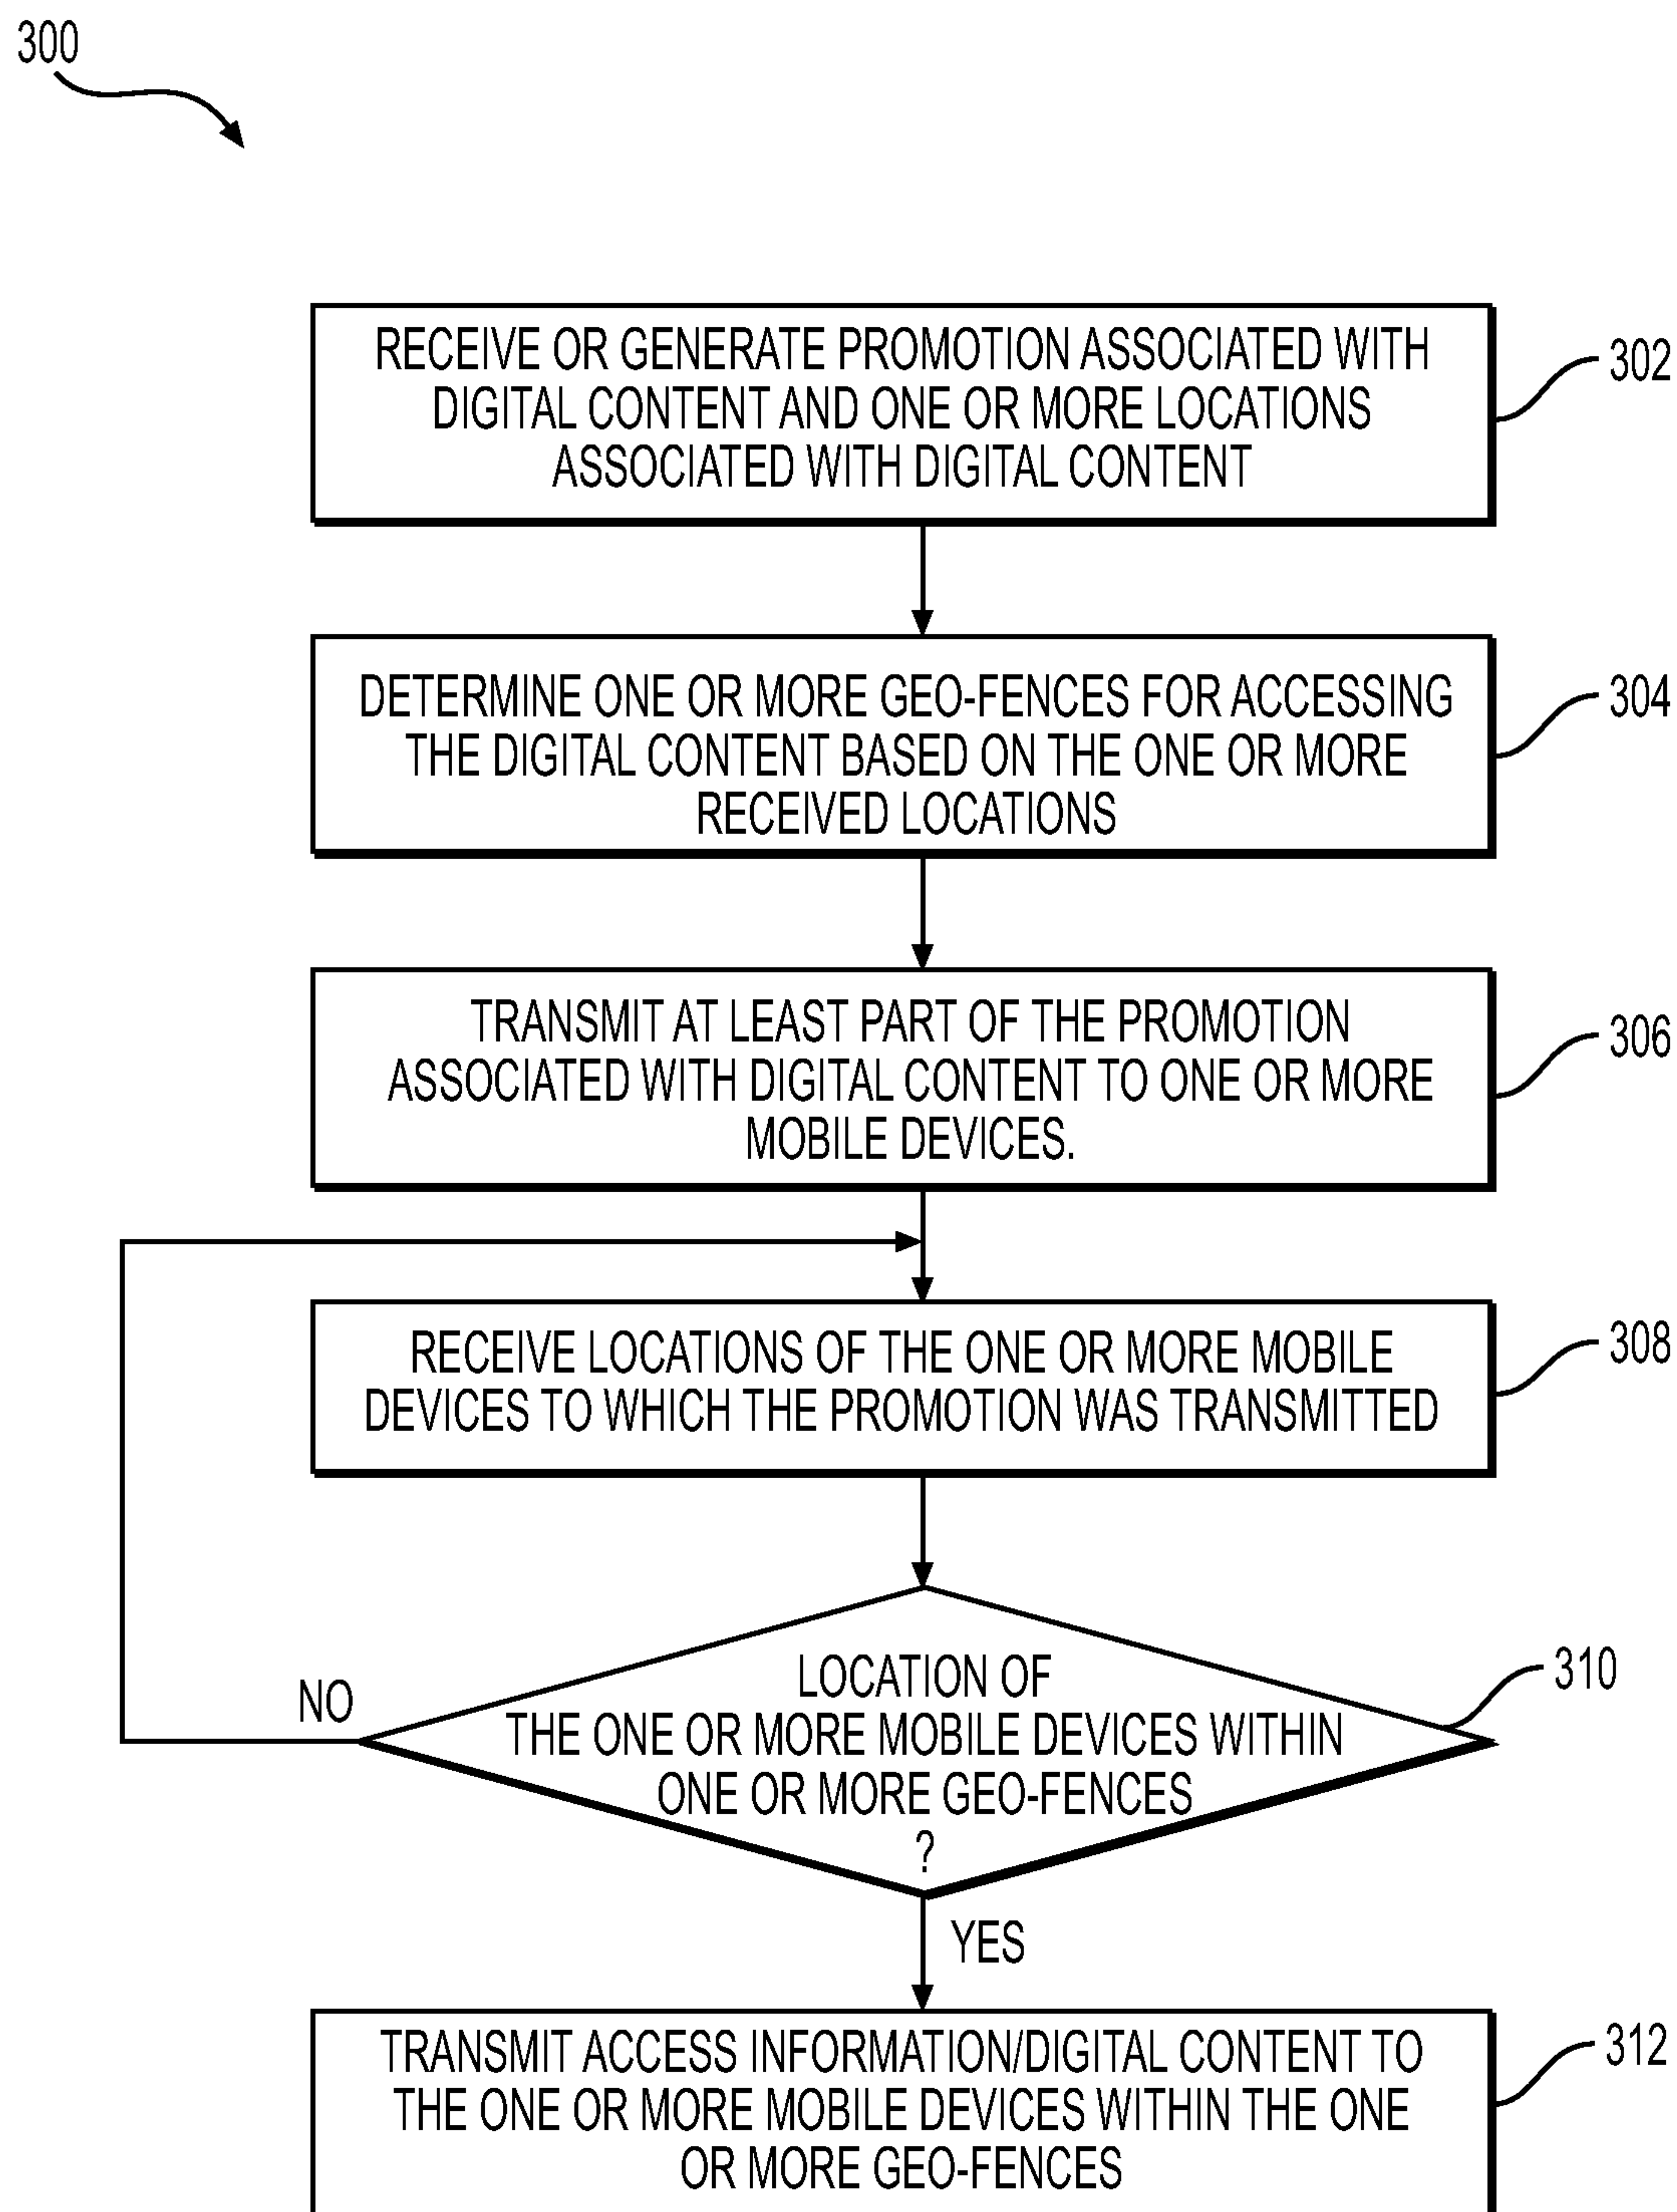 300
RECEIVE OR GENERATE PROMOTION ASSOCIATED WITH
DIGITAL CONTENT AND ONE OR MORE LOCATIONS
ASSOCIATED WITH DIGITAL CONTENT
302
DETERMINE ONE OR MORE GEO-FENCES FOR ACCESSING
THE DIGITAL CONTENT BASED ON THE ONE OR MORE
RECEIVED LOCATIONS
304
TRANSMIT AT LEAST PART OF THE PROMOTION
ASSOCIATED WITH DIGITAL CONTENT TO ONE OR MORE
MOBILE DEVICES.
306
RECEIVE LOCATIONS OF THE ONE OR MORE MOBILE
DEVICES TO WHICH THE PROMOTION WAS TRANSMITTED
308
LOCATION OF
THE ONE OR MORE MOBILE DEVICES WITHIN
ONE OR MORE GEO-FENCES
?
310
NO
YES
TRANSMIT ACCESS INFORMATION/DIGITAL CONTENT TO
THE ONE OR MORE MOBILE DEVICES WITHIN THE ONE
OR MORE GEO-FENCES
312